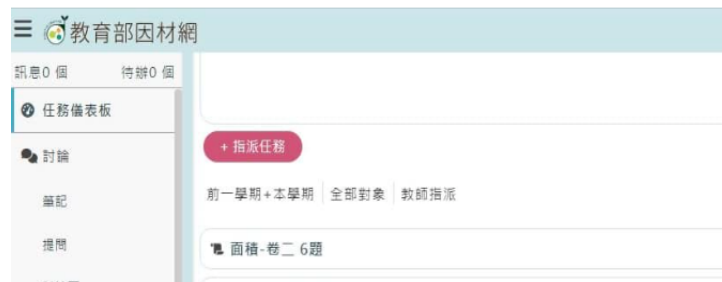 教育部因材網
訊息0 個 待辦0 個
任務儀表板
討論
筆記
提問
+ 指派任務
前一學期+本學期 全部對象 教師指派
面積-卷二 6題